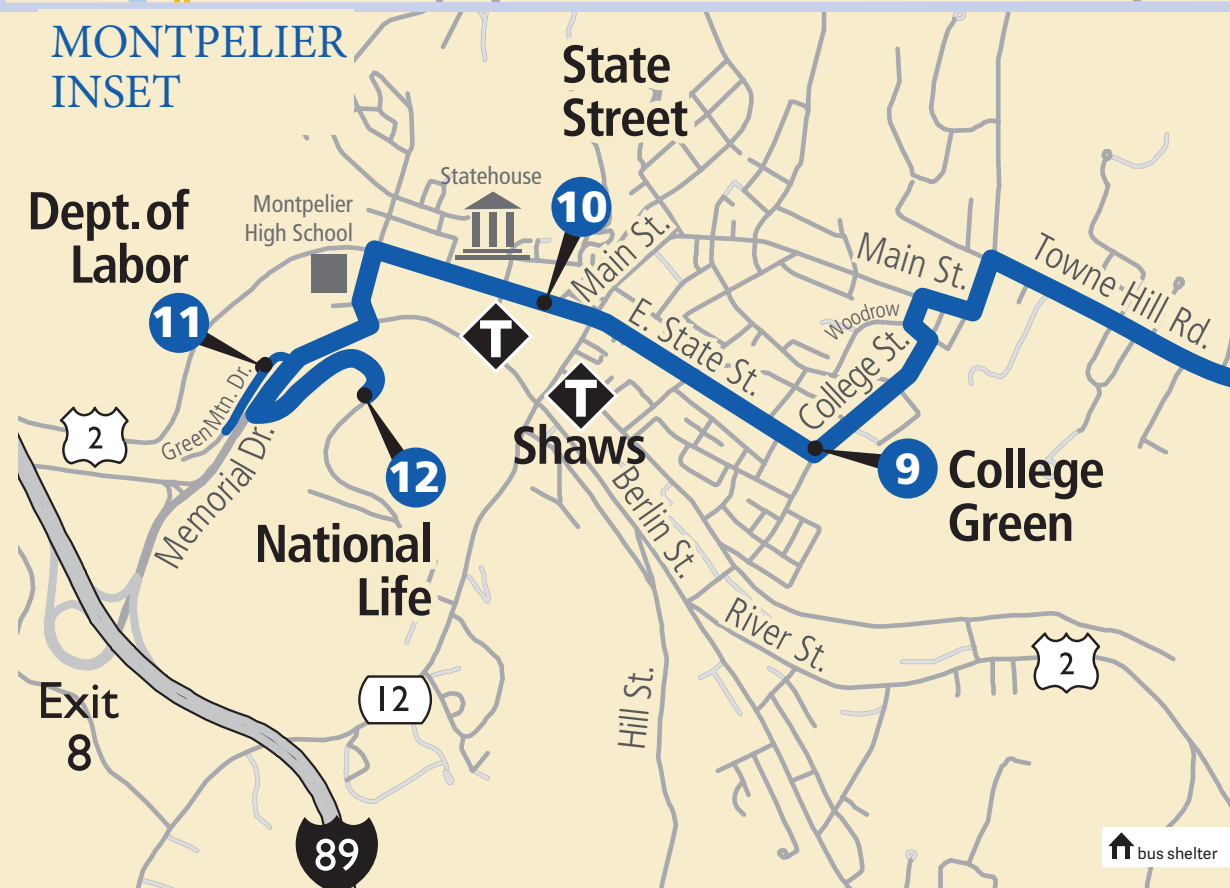 MONTPELIER
INSET
State
Street
Statehouse
10
Dept. of
Labor
Montpelier
High School
Main St.
Main St.
Towne Hill Rd.
11
T
E. State St.
Woodrow
College St.
GreenMtn. Dr.
T
Shaws
2
Memorial Dr.
12
9
College
Green
National
Life
Berlin St.
River St.
2
Hill St.
12
Exit
8
89
bus shelter